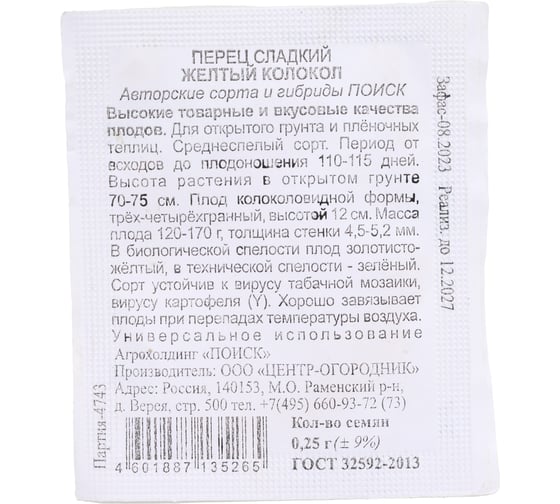 ПЕРЕЦ СЛАДКИЙ
ЖЕЛТЫЙ КОЛОКОЛ
Авторские сорта и гибриды ПОИСК
Высокие товарные и вкусовые качества
плодов. Для открытого грунта и плёночных
теплиц. Среднеспелый сорт. Период от
всходов до плодоношения 110-115 дней.
Высота растения в открытом грунте
70-75 см. Плод колоколовидной формы,
трёх-четырёхгранный, высотой 12 см. Масса
плода 120-170 г, толщина стенки 4,5-5,2 мм.
В биологической спелости плод золотисто-
жёлтый, в технической спелости - зелёный.
Сорт устойчив к вирусу табачной мозаики,
вирусу картофеля (Y). Хорошо завязывает
плоды при перепадах температуры воздуха.
Универсальное использование
Агрохолдинг «ПОИСК»
Производитель: ООО «ЦЕНТР-ОГОРОДНИК»
Адрес: Россия, 140153, М.О. Раменский р-н,
д. Верея, стр. 500 тел. +7(495) 660-93-72 (73)
Кол-во семян
0,25 г (± 9%)
ГОСТ 32592-2013
4 601887 135265
Партия-4743
Зафас-08.2023 Реализ. до 12.2027